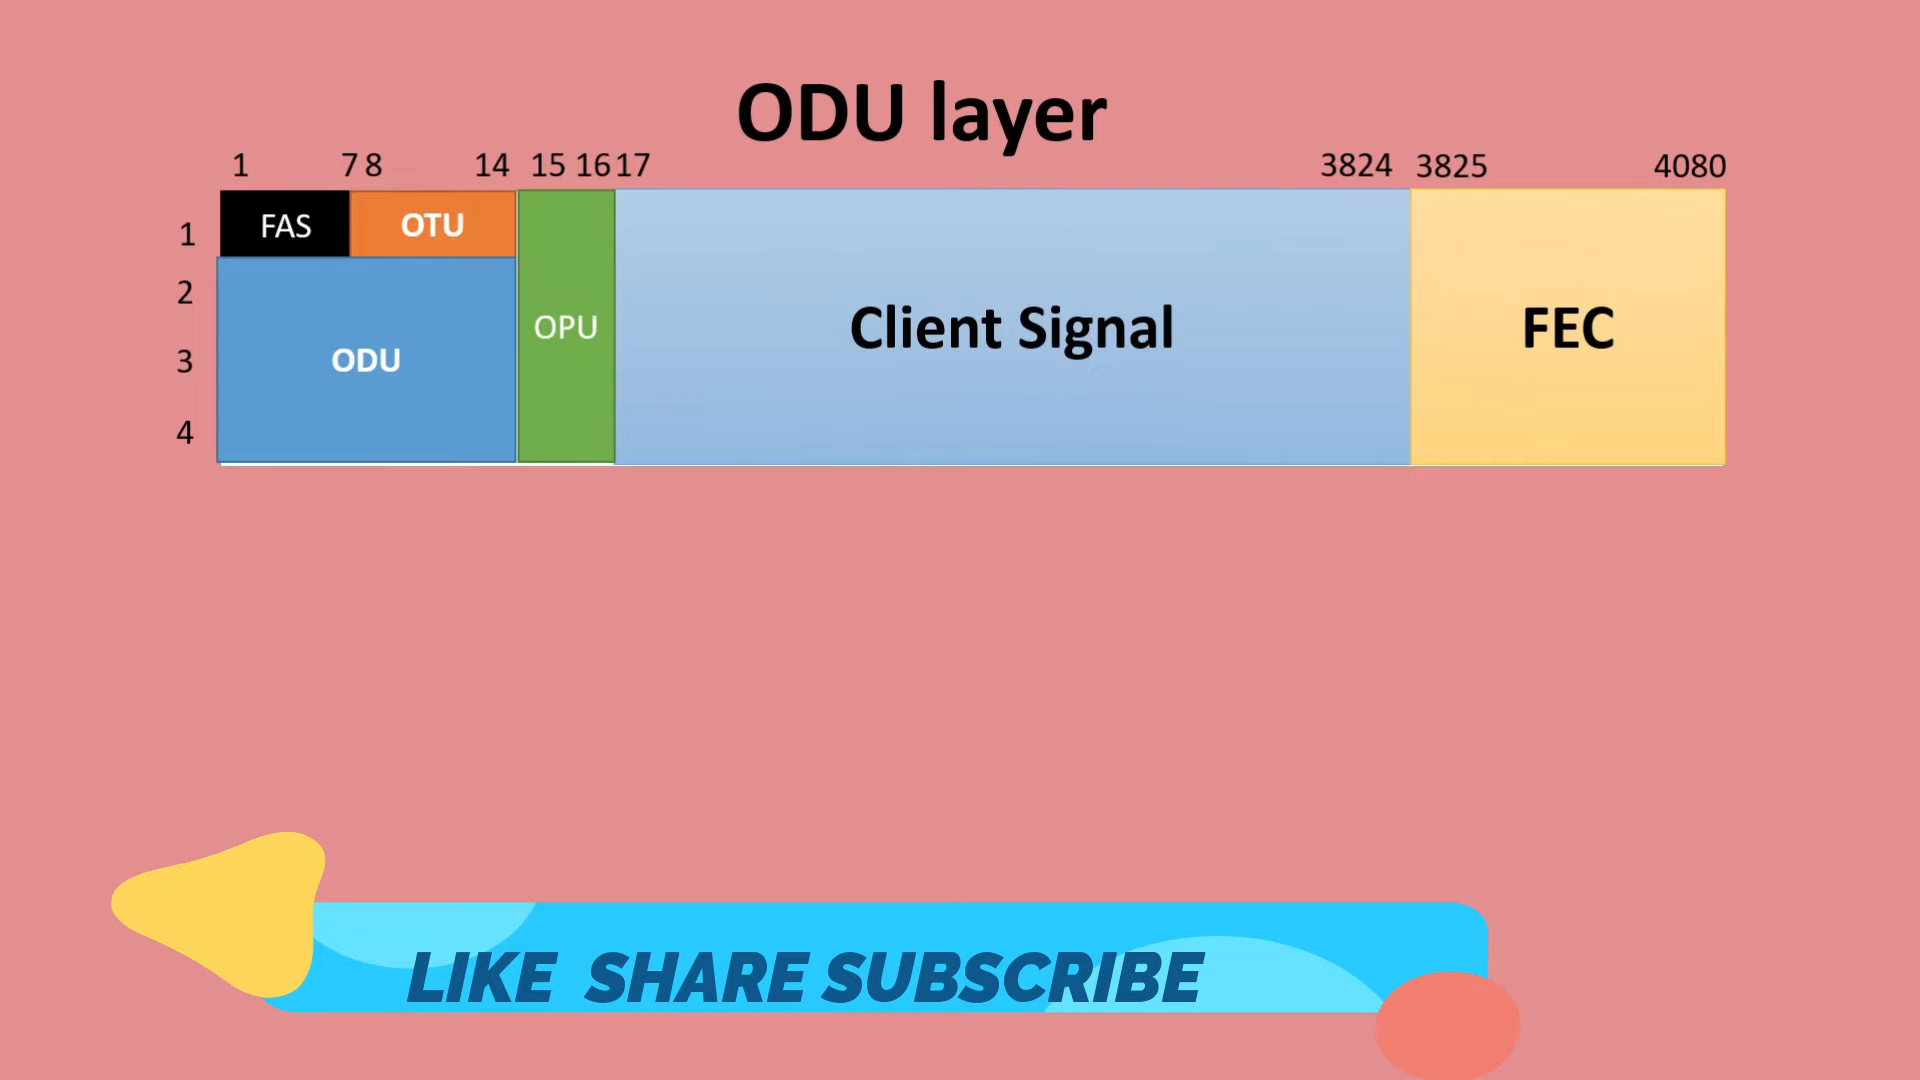 ODU layer
1 7 8 14 15 16 17 3824 3825 4080
1 FAS OTU
2
OPU Client Signal FEC
3 ODU
4
LIKE SHARE SUBSCRIBE